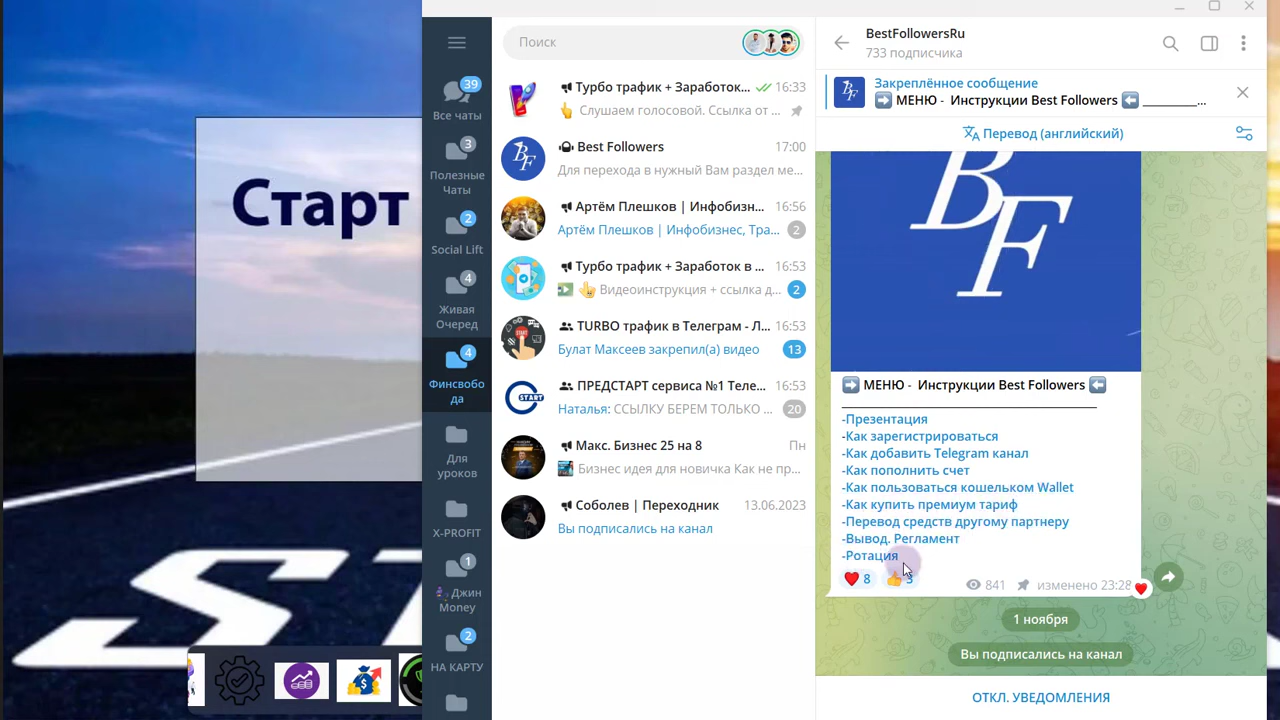 Старт
ST
39
Все чаты
3
Полезные
Чаты
2
Social Lift
4
Живая
Очеред
4
Финсвобо
да
Для
уроков
X-PROFIT
1
Джин
Money
2
НА КАРТУ
Поиск
Турбо трафик + Заработок... 16:33
Слушаем голосовой. Ссылка от ...
Best Followers 17:00
Для перехода в нужный Вам раздел ме...
Артём Плешков | Инфобизн... 16:56
Артём Плешков | Инфобизнес, Тра... 2
Турбо трафик + Заработок в ... 16:53
Видеоинструкция + ссылка д... 2
TURBO трафик в Телеграм - Л... 16:53
Булат Максеев закрепил(а) видео 13
START
ПРЕДСТАРТ сервиса №1 Теле... 16:53
Наталья: ССЫЛКУ БЕРЕМ ТОЛЬКО ... 20
Макс. Бизнес 25 на 8 Пн
Бизнес идея для новичка Как не пр...
Соболев | Переходник 13.06.2023
Вы подписались на канал
BestFollowersRu
733 подписчика
Закреплённое сообщение
МЕНЮ - Инструкции Best Followers __________...
Перевод (английский)
BF
МЕНЮ - Инструкции Best Followers
-Презентация
-Как зарегистрироваться
-Как добавить Telegram канал
-Как пополнить счет
-Как пользоваться кошельком Wallet
-Как купить премиум тариф
-Перевод средств другому партнеру
-Вывод. Регламент
-Ротация
8 3 841 изменено 23:28
1 ноября
Вы подписались на канал
ОТКЛ. УВЕДОМЛЕНИЯ